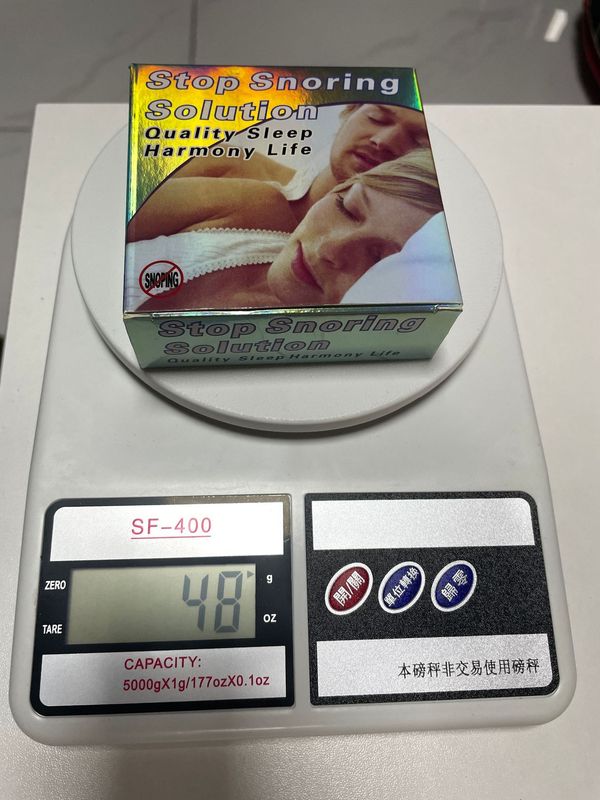 Stop Snoring
Solution
Quality Sleep
Harmony Life
SNOPING
Stop Snoring
Solution
Quality Sleep Harmony Life
SF-400
ZERO
TARE
48
g
OZ
CAPACITY:
5000gX1g/177ozX0.1oz
開/關
單位轉換
歸零
本磅秤非交易使用磅秤